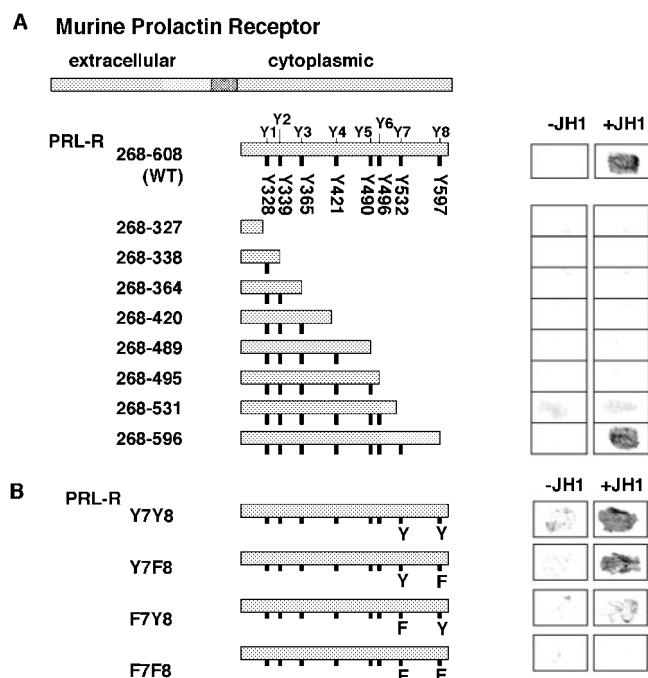 A Murine Prolactin Receptor
extracellular cytoplasmic
-JH1 +JH1
PRL-R
Y1 Y2 Y3 Y4 Y5 Y6 Y7 Y8
268-608
(WT)
Y328 Y339 Y365 Y421 Y490 Y496 Y532 Y597
268-327
268-338
268-364
268-420
268-489
268-495
268-531
268-596
B PRL-R -JH1 +JH1
Y7Y8
Y Y
Y7F8
Y F
F7Y8
F Y
F7F8
F F